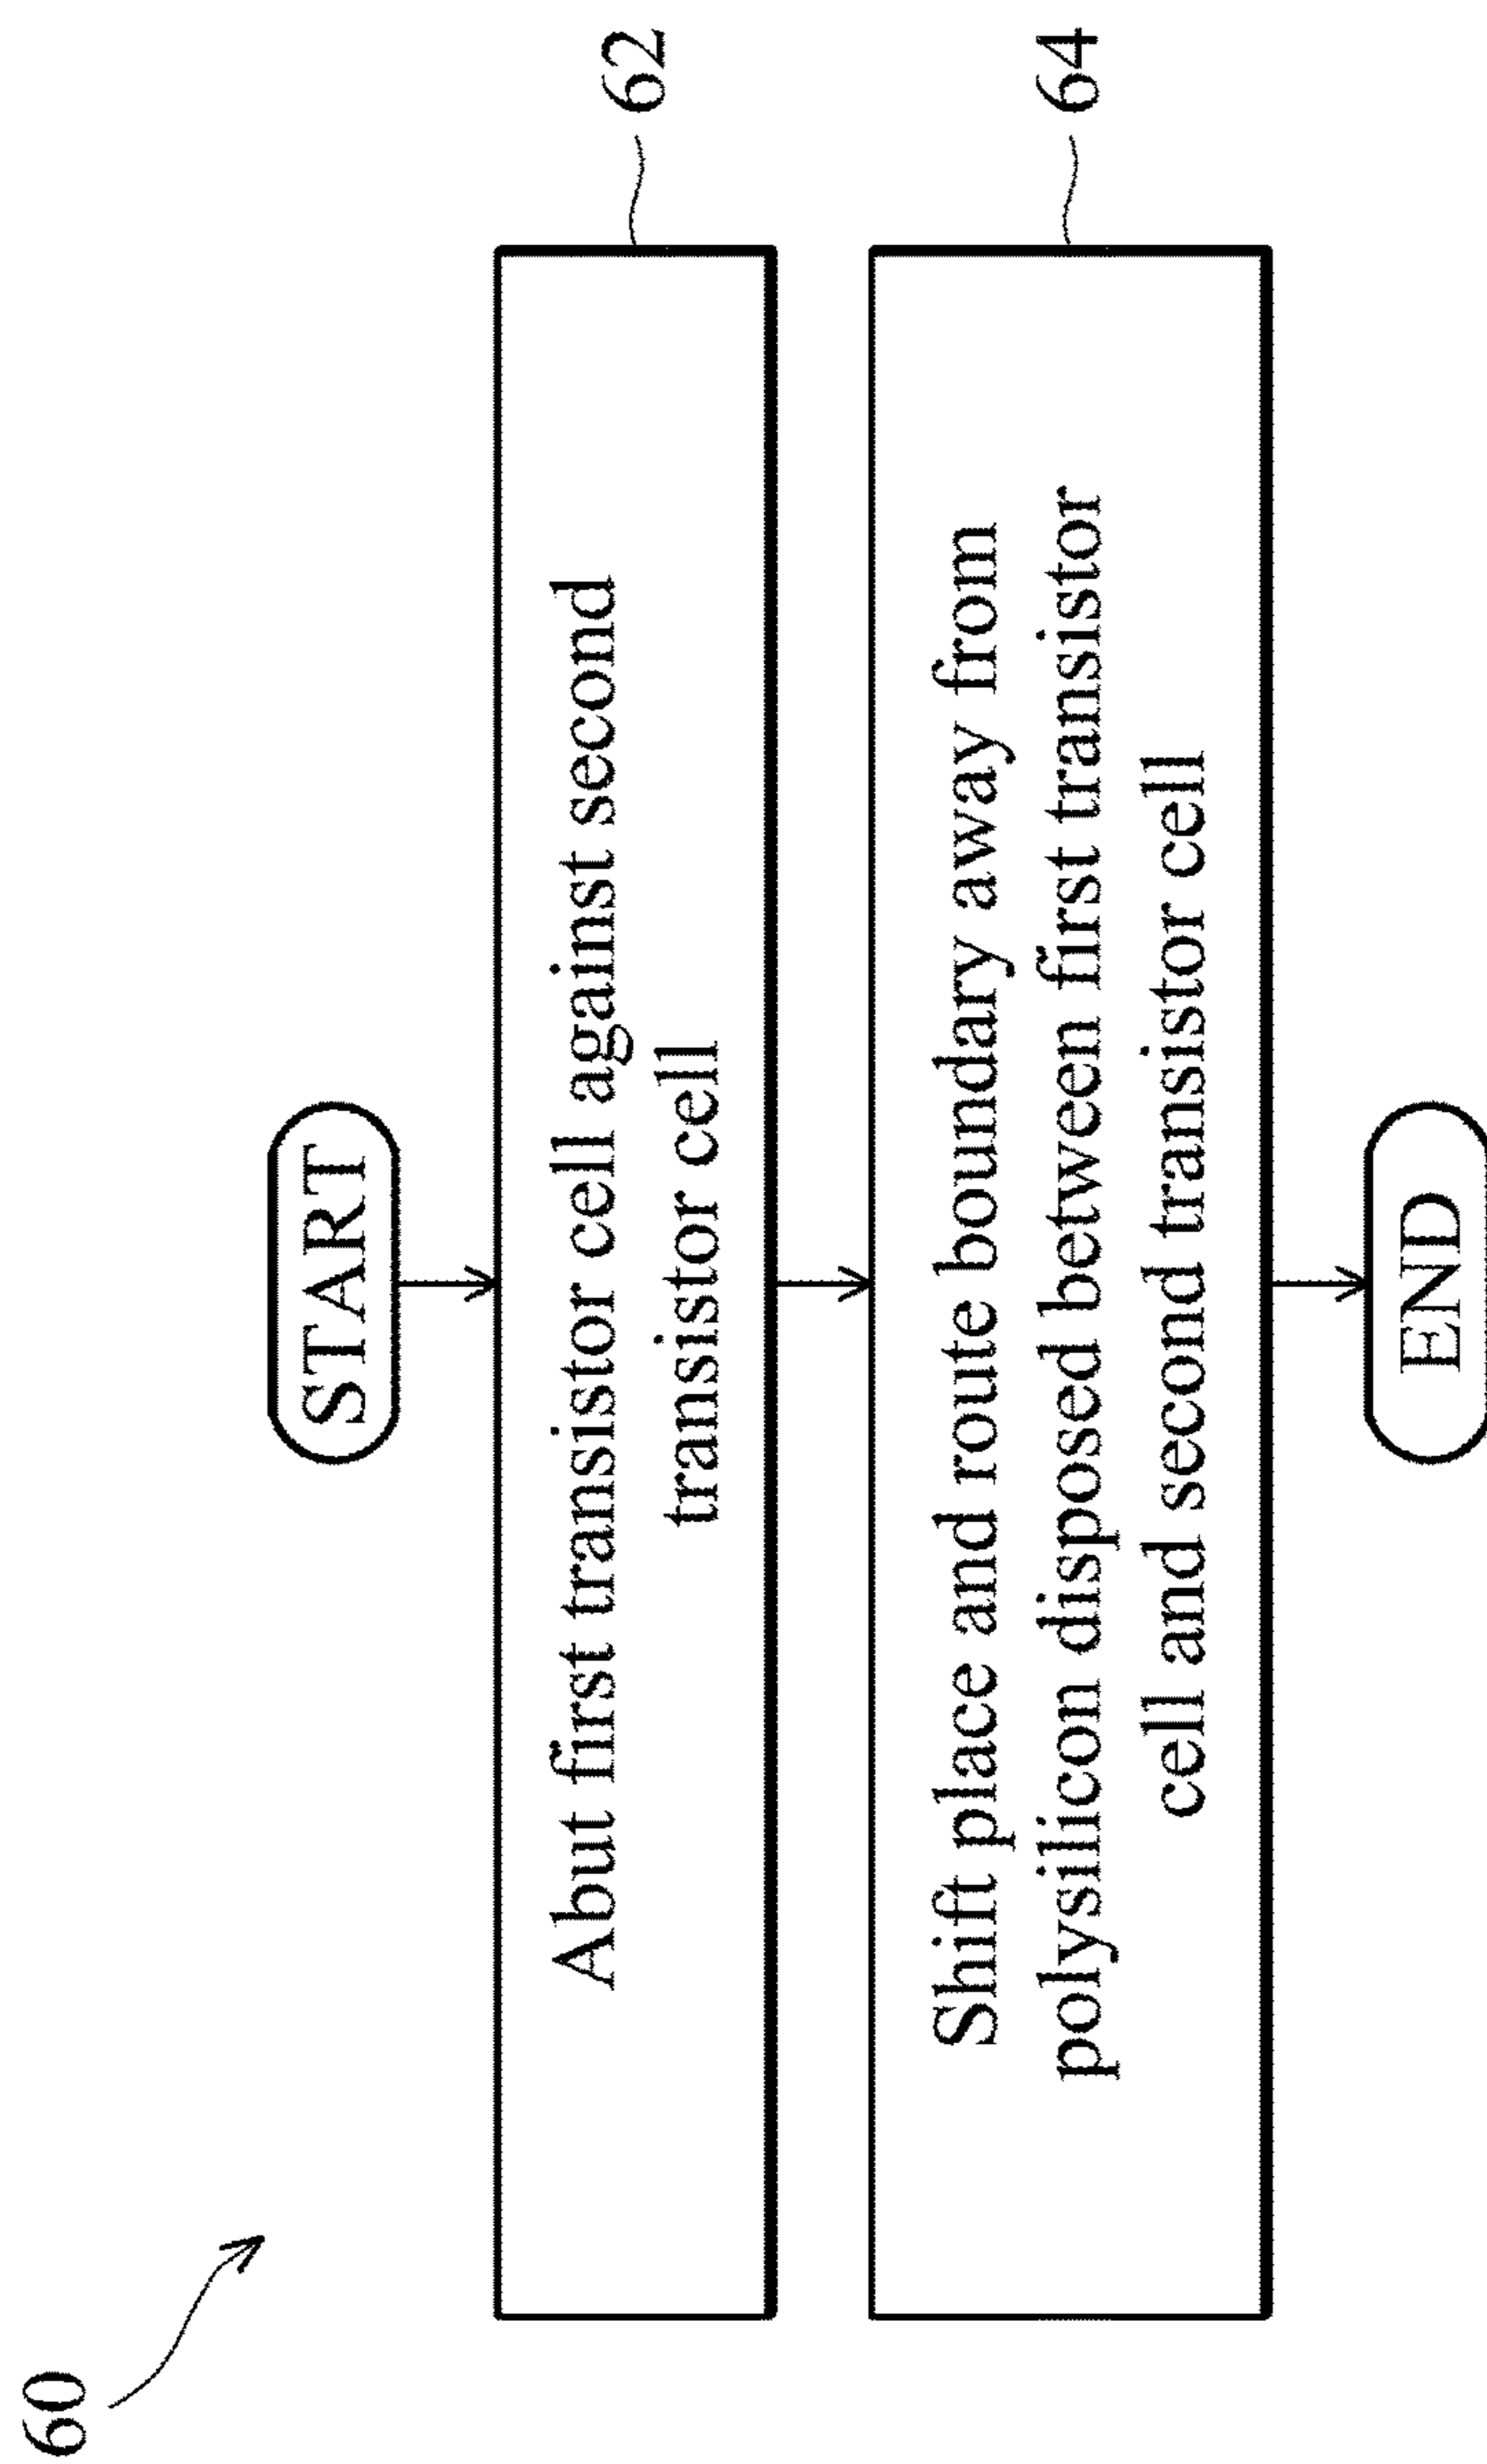 60
START
Abut first transistor cell against second
transistor cell
62
Shift place and route boundary away from
polysilicon disposed between first transistor
cell and second transistor cell
64
END